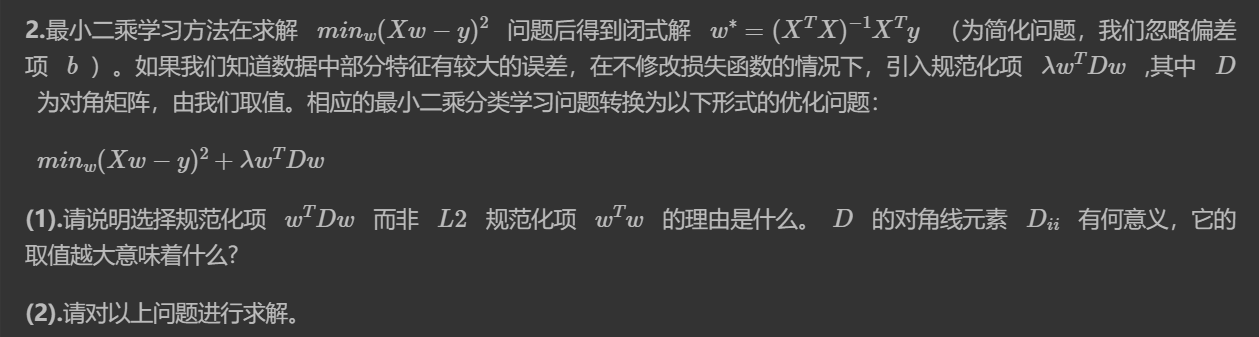 2.最小二乘学习方法在求解 $min_w(Xw-y)^2$ 问题后得到闭式解 $w^*=(X^TX)^{-1}X^Ty$ （为简化问题，我们忽略偏差
项 $b$ ）。如果我们知道数据中部分特征有较大的误差，在不修改损失函数的情况下，引入规范化项 $\lambda w^TDw$ ,其中 $D$
为对角矩阵，由我们取值。相应的最小二乘分类学习问题转换为以下形式的优化问题：
$min_w(Xw-y)^2+\lambda w^TDw$
(1).请说明选择规范化项 $w^TDw$ 而非 $L2$ 规范化项 $w^Tw$ 的理由是什么。 $D$ 的对角线元素 $D_{ii}$ 有何意义，它的
取值越大意味着什么？
(2).请对以上问题进行求解。